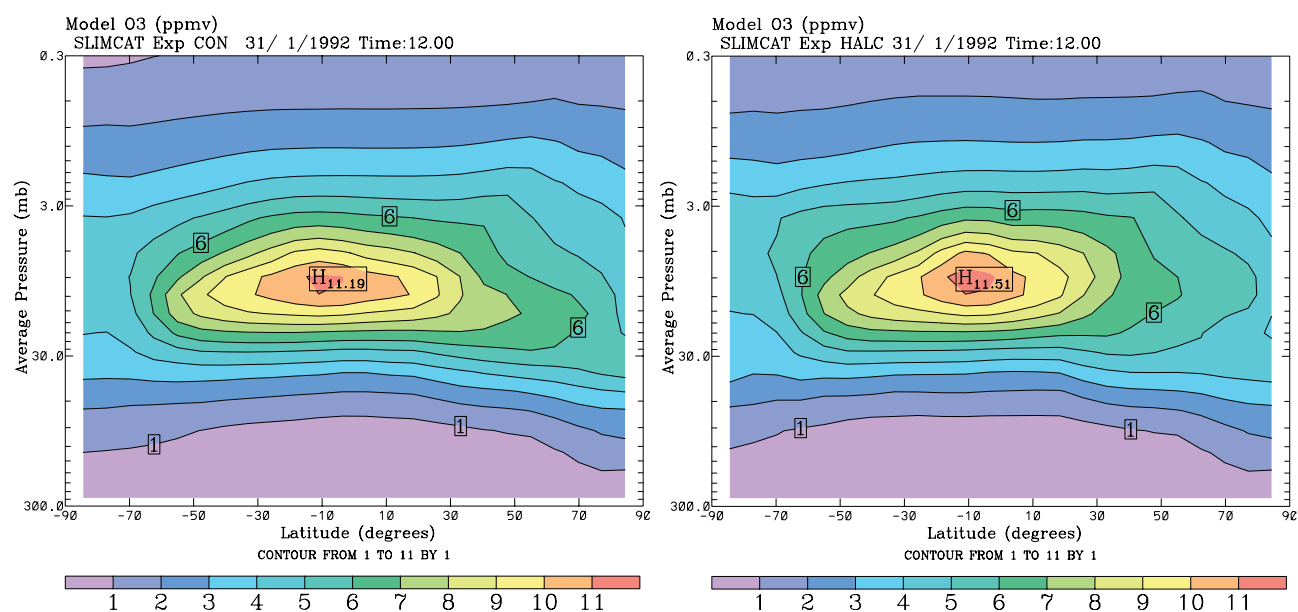 Model O3 (ppmv)
SLIMCAT Exp CON 31/ 1/1992 Time:12.00
0.3
3.0
30.0
300.0
Average Pressure (mb)
6
6
H 11.19
6
1
1
-90 -70 -50 -30 -10 10 30 50 70 90
Latitude (degrees)
CONTOUR FROM 1 TO 11 BY 1
1 2 3 4 5 6 7 8 9 10 11
Model O3 (ppmv)
SLIMCAT Exp HALC 31/ 1/1992 Time:12.00
0.3
3.0
30.0
300.0
Average Pressure (mb)
6
6
H 11.51
6
1
1
-90 -70 -50 -30 -10 10 30 50 70 90
Latitude (degrees)
CONTOUR FROM 1 TO 11 BY 1
1 2 3 4 5 6 7 8 9 10 11